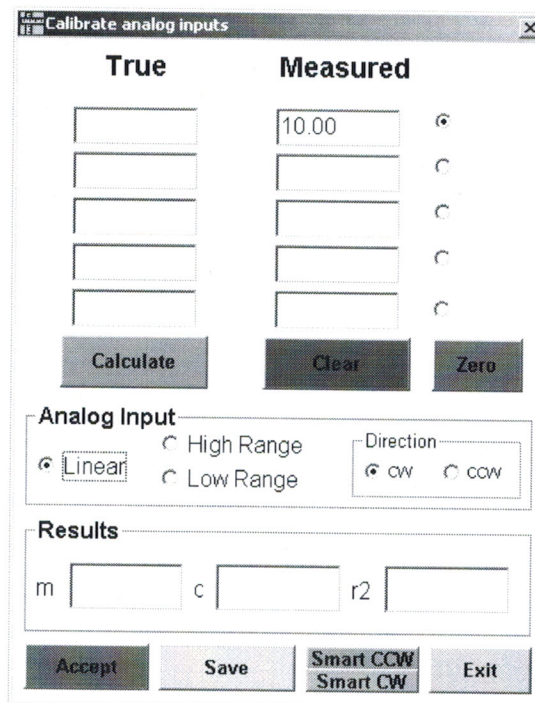 Calibrate analog inputs
True Measured
10.00
Calculate Clear Zero
Analog Input
Linear
High Range
Low Range
Direction
CW CCW
Results
m c r2
Accept Save Smart CCW Exit
Smart CW